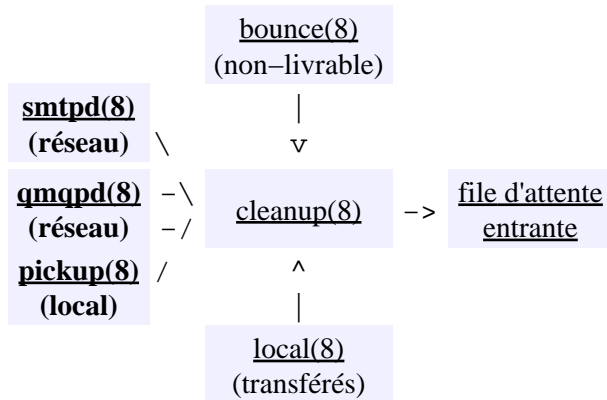 bounce(8)
(non-livrable)
|
v
smtpd(8)
(réseau) \
qmqpd(8) -\
(réseau) -/
pickup(8) /
(local)
cleanup(8) ->
file d'attente
entrante
^
|
local(8)
(transférés)